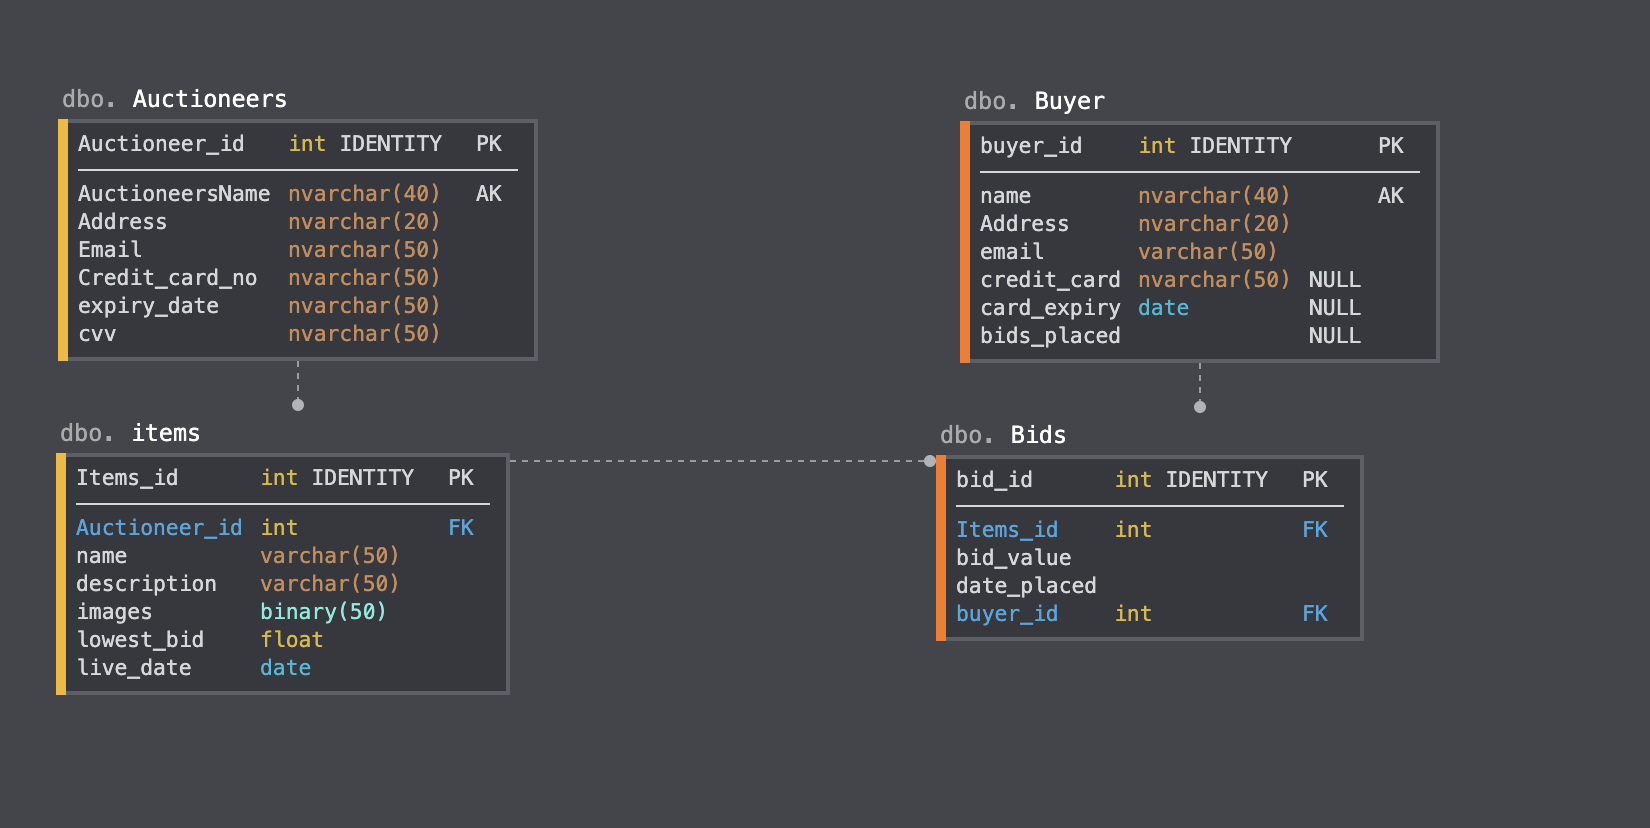 dbo. Auctioneers
Auctioneer_id int IDENTITY PK
AuctioneersName nvarchar(40) AK
Address nvarchar(20)
Email nvarchar(50)
Credit_card_no nvarchar(50)
expiry_date nvarchar(50)
cvv nvarchar(50)
dbo. Buyer
buyer_id int IDENTITY PK
name nvarchar(40) AK
Address nvarchar(20)
email varchar(50)
credit_card nvarchar(50) NULL
card_expiry date NULL
bids_placed NULL
dbo. items
Items_id int IDENTITY PK
Auctioneer_id int FK
name varchar(50)
description varchar(50)
images binary(50)
lowest_bid float
live_date date
dbo. Bids
bid_id int IDENTITY PK
Items_id int FK
bid_value
date_placed
buyer_id int FK